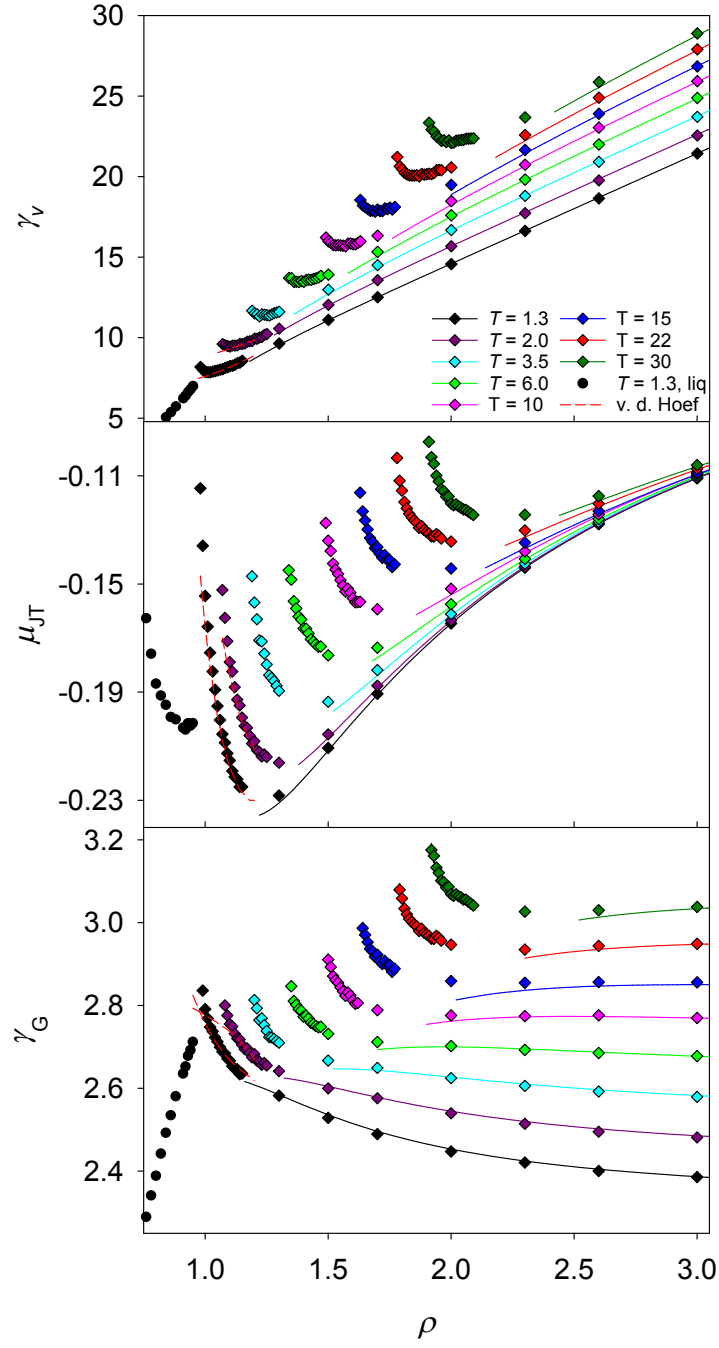 30
25
20
15
10
5
γv
T = 1.3
T = 2.0
T = 3.5
T = 6.0
T = 10
T = 15
T = 22
T = 30
T = 1.3, liq
v. d. Hoef
-0.11
-0.15
-0.19
-0.23
μJT
3.2
3.0
2.8
2.6
2.4
γG
1.0 1.5 2.0 2.5 3.0
ρ